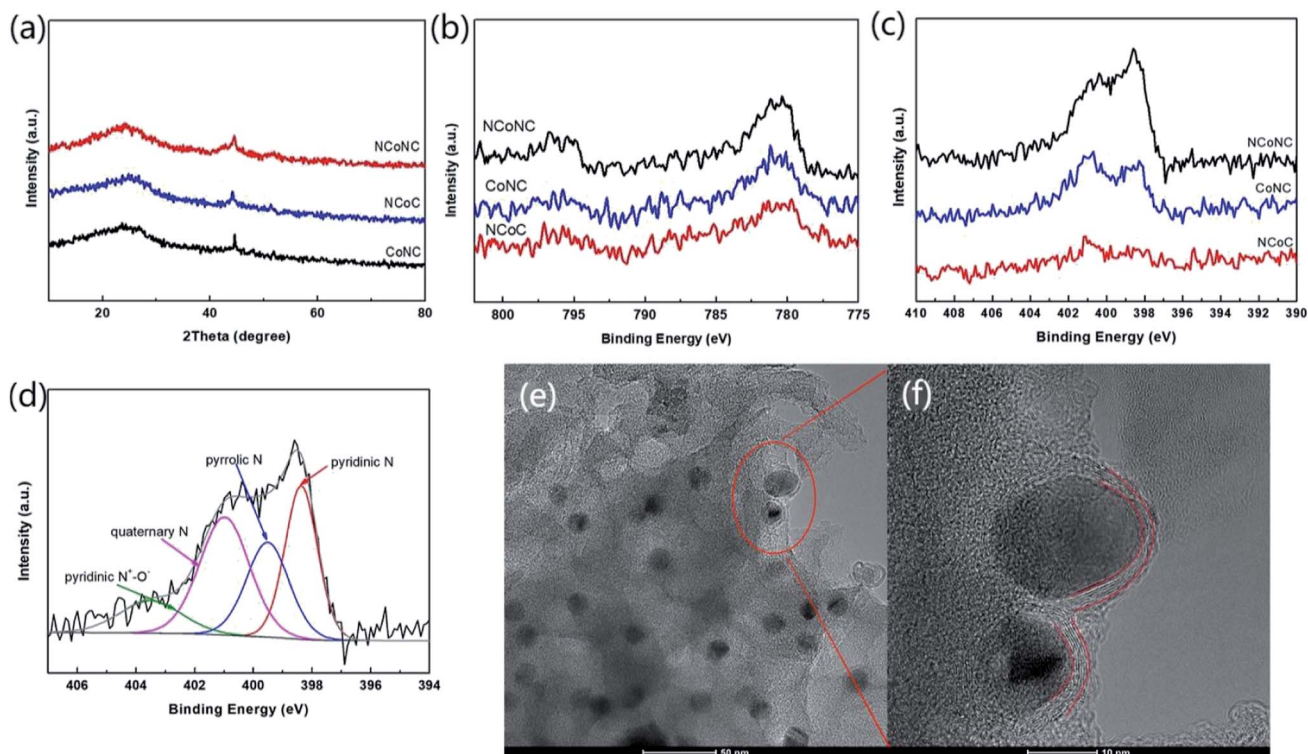 (a)
Intensity (a.u.)
NCoNC
NCoC
CoNC
20 40 60 80
2Theta (degree)
(b)
Intensity (a.u.)
NCoNC
CoNC
NCoC
800 795 790 785 780 775
Binding Energy (eV)
(c)
Intensity (a.u.)
NCoNC
CoNC
NCoC
410 408 406 404 402 400 398 396 394 392 390
Binding Energy (eV)
(d)
Intensity (a.u.)
pyrrolic N
pyridinic N
quaternary N
pyridinic N⁺-O⁻
406 404 402 400 398 396 394
Binding Energy (eV)
(e)
50 nm
(f)
10 nm